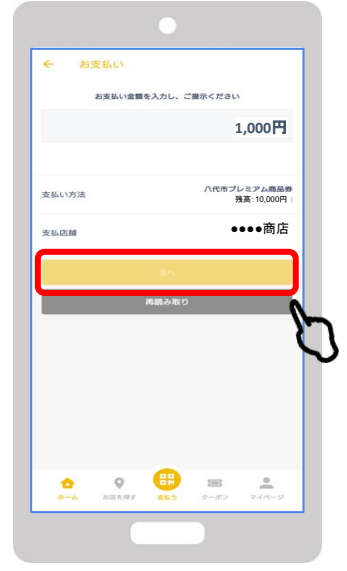 ← お支払い
お支払い金額を入力し、ご提示ください
1,000円
支払い方法
八代市プレミアム商品券
残高:10,000円
支払店舗
●●●●商店
次へ
再読み取り
ホーム
お店を探す
支払う
クーポン
マイページ